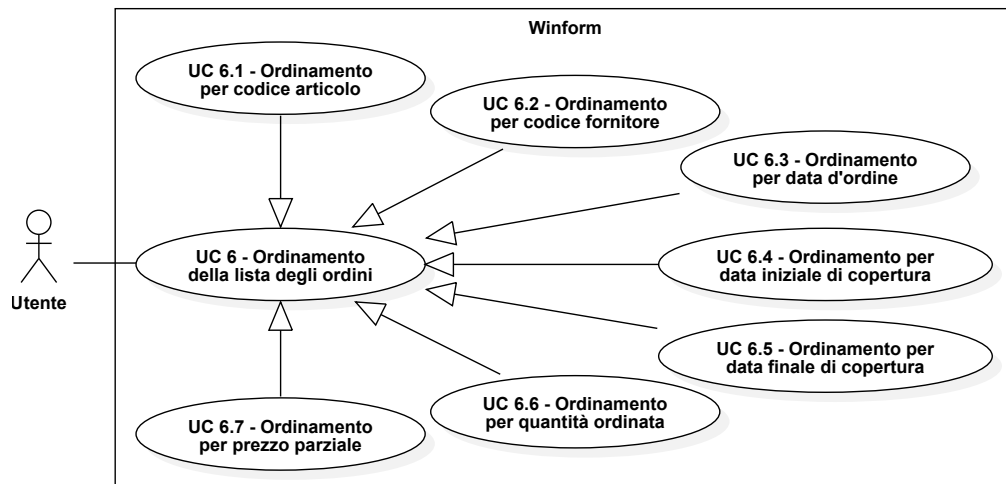 Winform
UC 6.1 - Ordinamento
per codice articolo
UC 6.2 - Ordinamento
per codice fornitore
UC 6.3 - Ordinamento
per data d'ordine
UC 6 - Ordinamento
della lista degli ordini
UC 6.4 - Ordinamento per
data iniziale di copertura
Utente
UC 6.5 - Ordinamento per
data finale di copertura
UC 6.6 - Ordinamento
per quantità ordinata
UC 6.7 - Ordinamento
per prezzo parziale